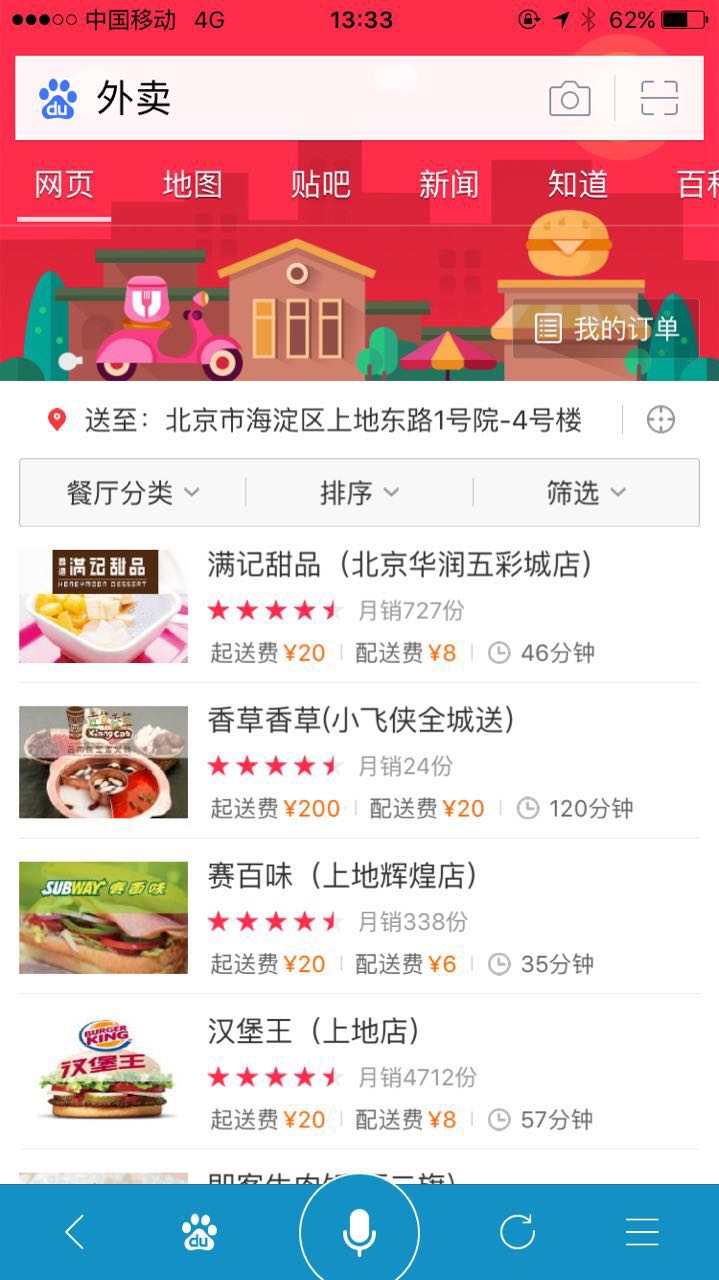 中国移动 4G 13:33 62%
du 外卖
网页 地图 贴吧 新闻 知道 百科
我的订单
送至：北京市海淀区上地东路1号院-4号楼
餐厅分类 排序 筛选
香港 满记甜品
HONEYMOON DESSERT
满记甜品（北京华润五彩城店）
月销727份
起送费 ¥20 配送费 ¥8 46分钟
香草香草
XiangCao
香草香草(小飞侠全城送)
月销24份
起送费 ¥200 配送费 ¥20 120分钟
SUBWAY 赛百味
赛百味（上地辉煌店）
月销338份
起送费 ¥20 配送费 ¥6 35分钟
BURGER KING
汉堡王
汉堡王（上地店）
月销4712份
起送费 ¥20 配送费 ¥8 57分钟
du